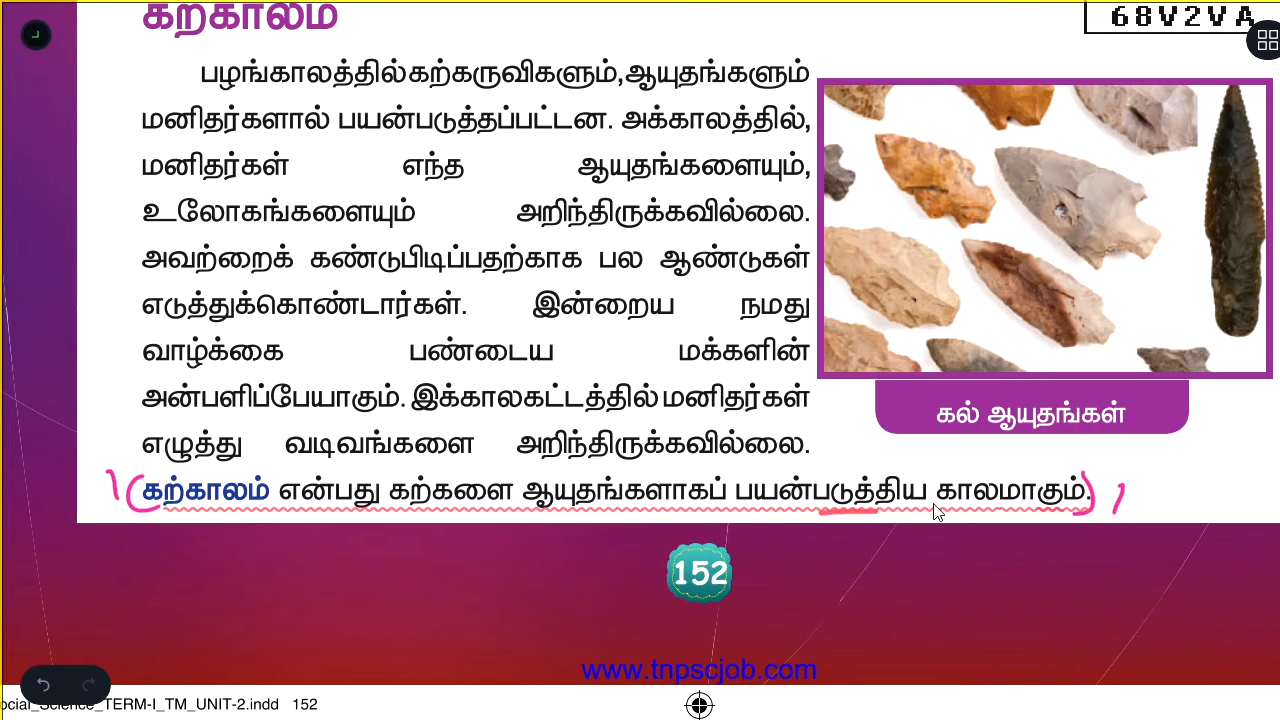 கற்காலம்
68V2VA
பழங்காலத்தில் கற்கருவிகளும், ஆயுதங்களும்
மனிதர்களால் பயன்படுத்தப்பட்டன. அக்காலத்தில்,
மனிதர்கள் எந்த ஆயுதங்களையும்,
உலோகங்களையும் அறிந்திருக்கவில்லை.
அவற்றைக் கண்டுபிடிப்பதற்காக பல ஆண்டுகள்
எடுத்துக்கொண்டார்கள். இன்றைய நமது
வாழ்க்கை பண்டைய மக்களின்
அன்பளிப்பேயாகும். இக்காலகட்டத்தில் மனிதர்கள்
எழுத்து வடிவங்களை அறிந்திருக்கவில்லை.
கற்காலம் என்பது கற்களை ஆயுதங்களாகப் பயன்படுத்திய காலமாகும்.
கல் ஆயுதங்கள்
152
www.tnpscjob.com
ocial_Science_TERM-I_TM_UNIT-2.indd 152